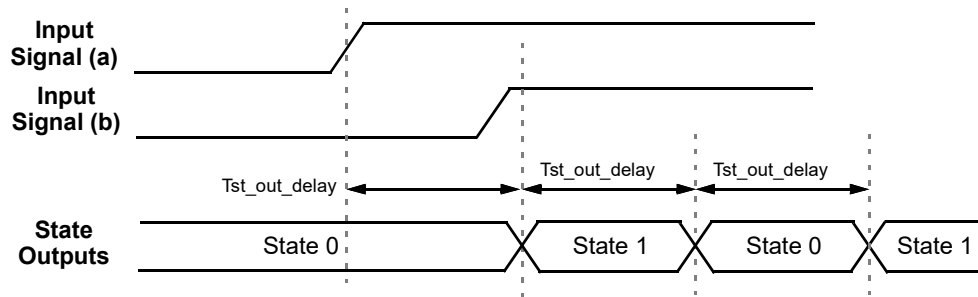 Input
Signal (a)
Input
Signal (b)
Tst_out_delay
Tst_out_delay
Tst_out_delay
State
Outputs
State 0
State 1
State 0
State 1